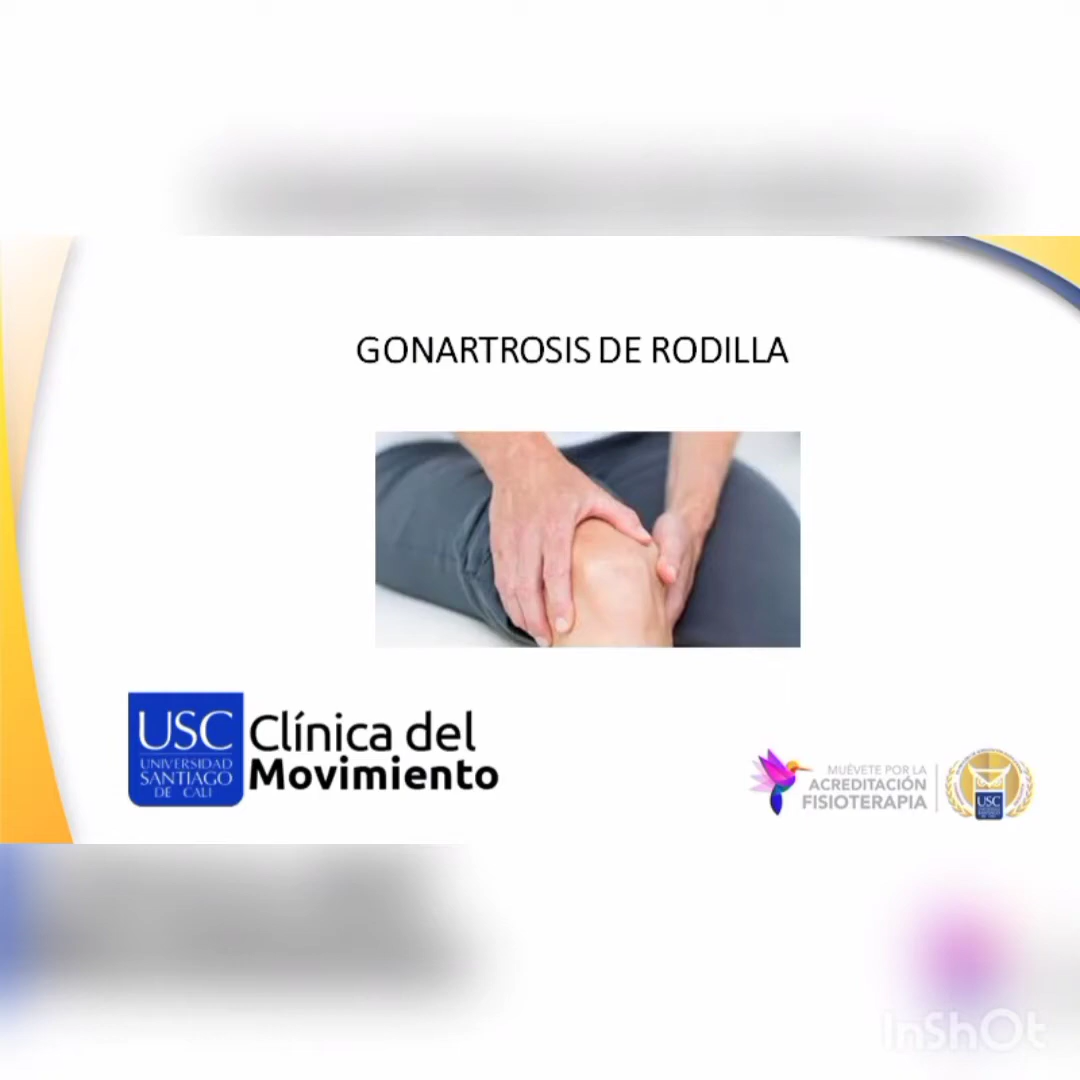 GONARTROSIS DE RODILLA
USC
UNIVERSIDAD
SANTIAGO
DE CALI
Clínica del
Movimiento
MUÉVETE POR LA
ACREDITACIÓN
FISIOTERAPIA
USC
InShOt